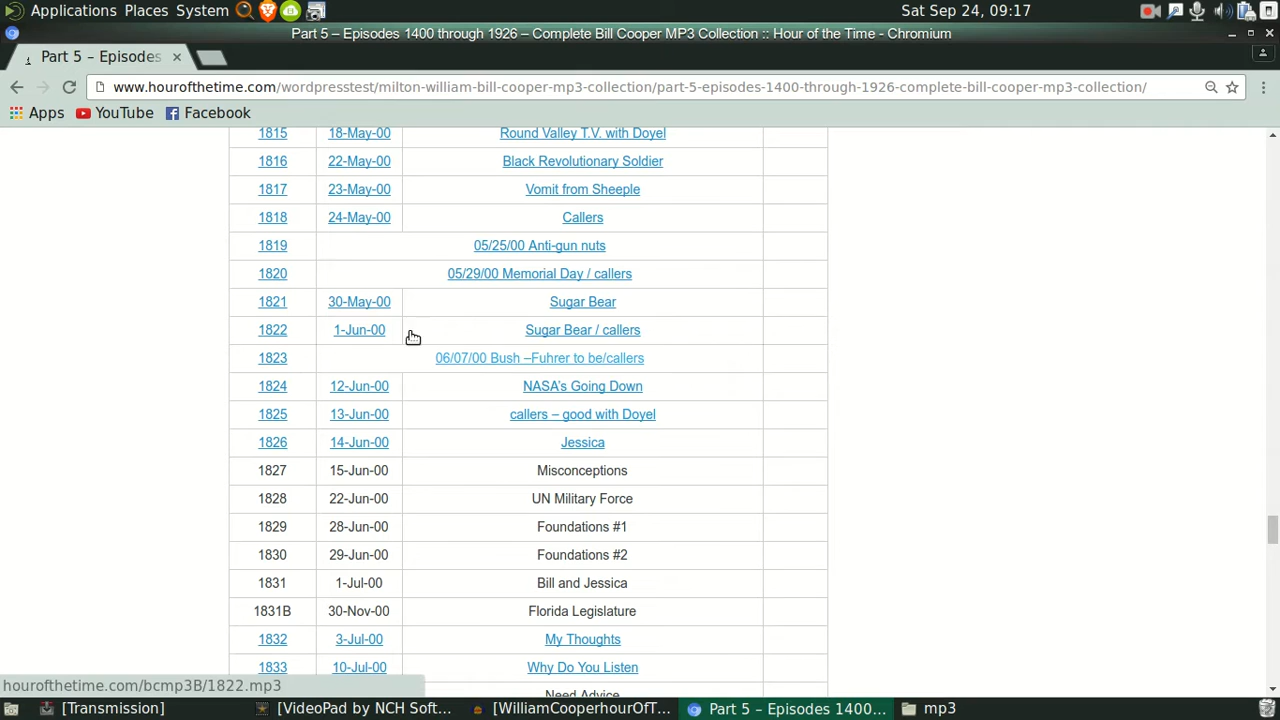 Applications Places System Sat Sep 24, 09:17
Part 5 – Episodes 1400 through 1926 – Complete Bill Cooper MP3 Collection :: Hour of the Time - Chromium
Part 5 – Episodes
www.hourofthetime.com/wordpresstest/milton-william-bill-cooper-mp3-collection/part-5-episodes-1400-through-1926-complete-bill-cooper-mp3-collection/
Apps YouTube Facebook
1815 18-May-00 Round Valley T.V. with Doyel
1816 22-May-00 Black Revolutionary Soldier
1817 23-May-00 Vomit from Sheeple
1818 24-May-00 Callers
1819 05/25/00 Anti-gun nuts
1820 05/29/00 Memorial Day / callers
1821 30-May-00 Sugar Bear
1822 1-Jun-00 Sugar Bear / callers
1823 06/07/00 Bush –Fuhrer to be/callers
1824 12-Jun-00 NASA's Going Down
1825 13-Jun-00 callers – good with Doyel
1826 14-Jun-00 Jessica
1827 15-Jun-00 Misconceptions
1828 22-Jun-00 UN Military Force
1829 28-Jun-00 Foundations #1
1830 29-Jun-00 Foundations #2
1831 1-Jul-00 Bill and Jessica
1831B 30-Nov-00 Florida Legislature
1832 3-Jul-00 My Thoughts
1833 10-Jul-00 Why Do You Listen
Need Advice
hourofthetime.com/bcmp3B/1822.mp3
[Transmission] [VideoPad by NCH Soft... [WilliamCooperhourOfT... Part 5 – Episodes 1400... mp3